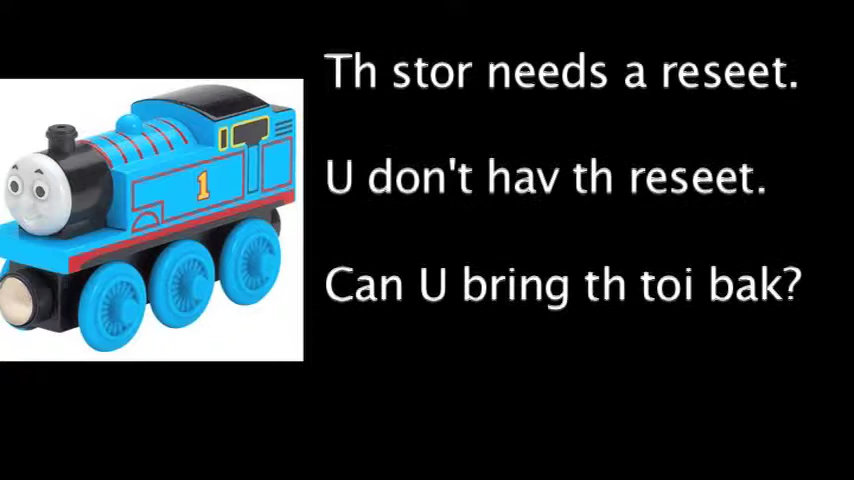 Th stor needs a reseet.
U don't hav th reseet.
Can U bring th toi bak?
1